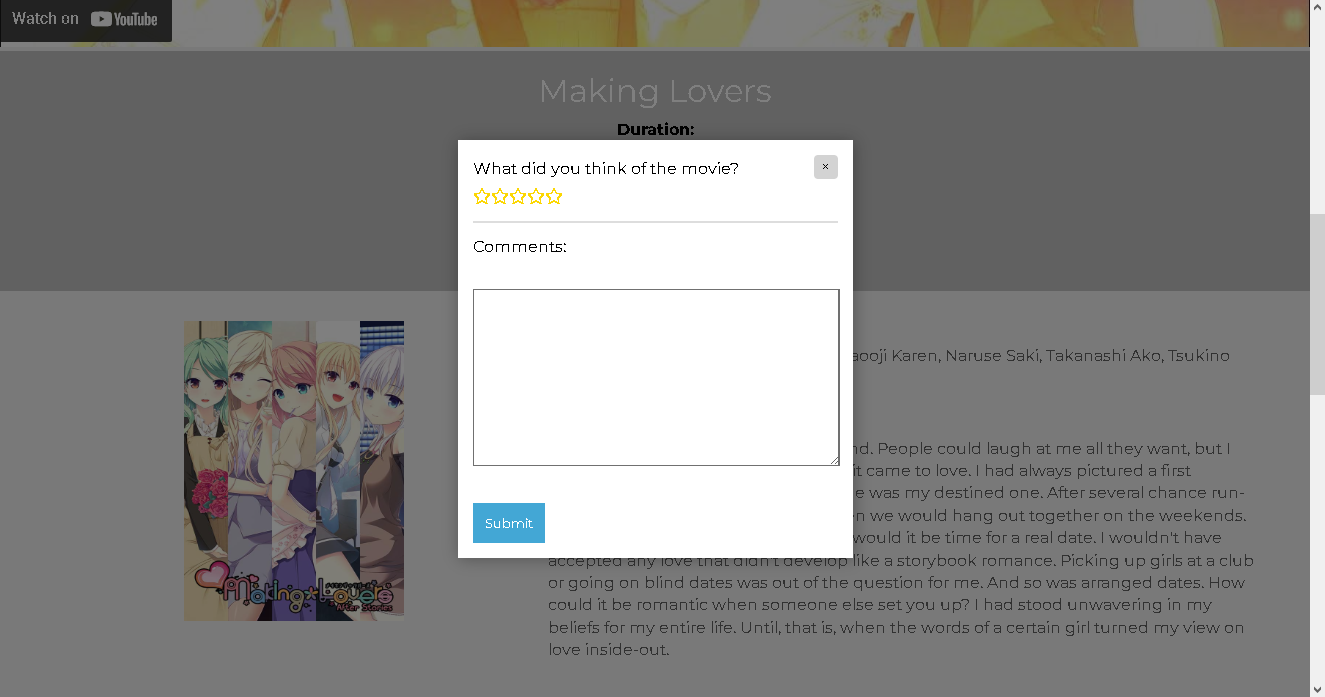 Watch on YouTube
Making Lovers
Duration:
What did you think of the movie?
×
Comments:
Submit
aooji Karen, Naruse Saki, Takanashi Ako, Tsukino
nd. People could laugh at me all they want, but I
it came to love. I had always pictured a first
e was my destined one. After several chance run-
n we would hang out together on the weekends.
would it be time for a real date. I wouldn't have
accepted any love that didn't develop like a storybook romance. Picking up girls at a club
or going on blind dates was out of the question for me. And so was arranged dates. How
could it be romantic when someone else set you up? I had stood unwavering in my
beliefs for my entire life. Until, that is, when the words of a certain girl turned my view on
love inside-out.
Making★Lovers
After Stories